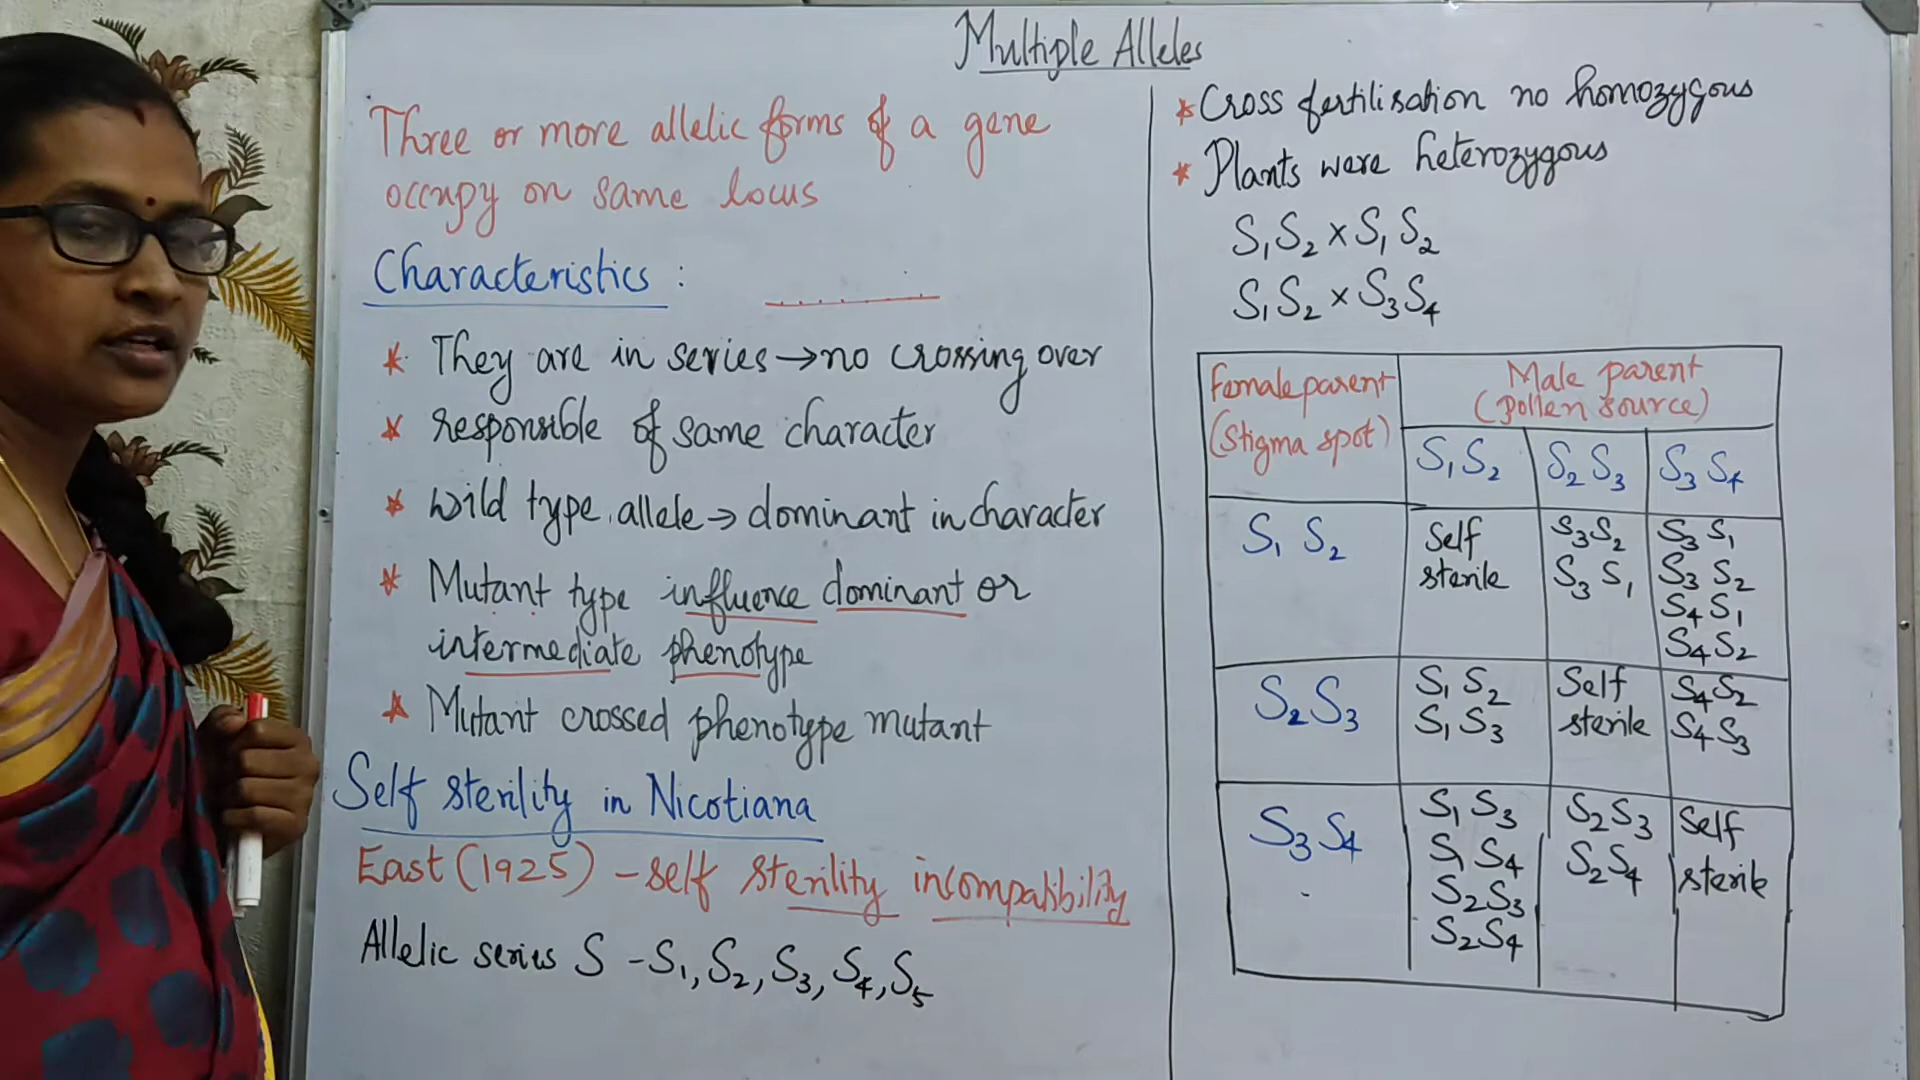 Multiple Alleles
Three or more allelic forms of a gene
occupy on same locus
Characteristics :
* They are in series → no crossing over
* responsible of same character
* wild type allele → dominant in character
* Mutant type influence dominant or
intermediate phenotype
* Mutant crossed phenotype mutant
Self sterility in Nicotiana
East (1925) - self sterility incompatibility
Allelic series S - S₁, S₂, S₃, S₄, S₅
* Cross fertilisation no homozygous
* Plants were heterozygous
S₁S₂ × S₁S₂
S₁S₂ × S₃S₄
Female parent
(Stigma spot)
Male parent
(pollen source)
S₁S₂ S₂S₃ S₃S₄
S₁S₂
Self
sterile
S₃S₂
S₃S₁
S₃S₁
S₃S₂
S₄S₁
S₄S₂
S₂S₃
S₁S₂
S₁S₃
Self
sterile
S₄S₂
S₄S₃
S₃S₄
S₁S₃
S₁S₄
S₂S₃
S₂S₄
S₂S₃
S₂S₄
Self
sterile